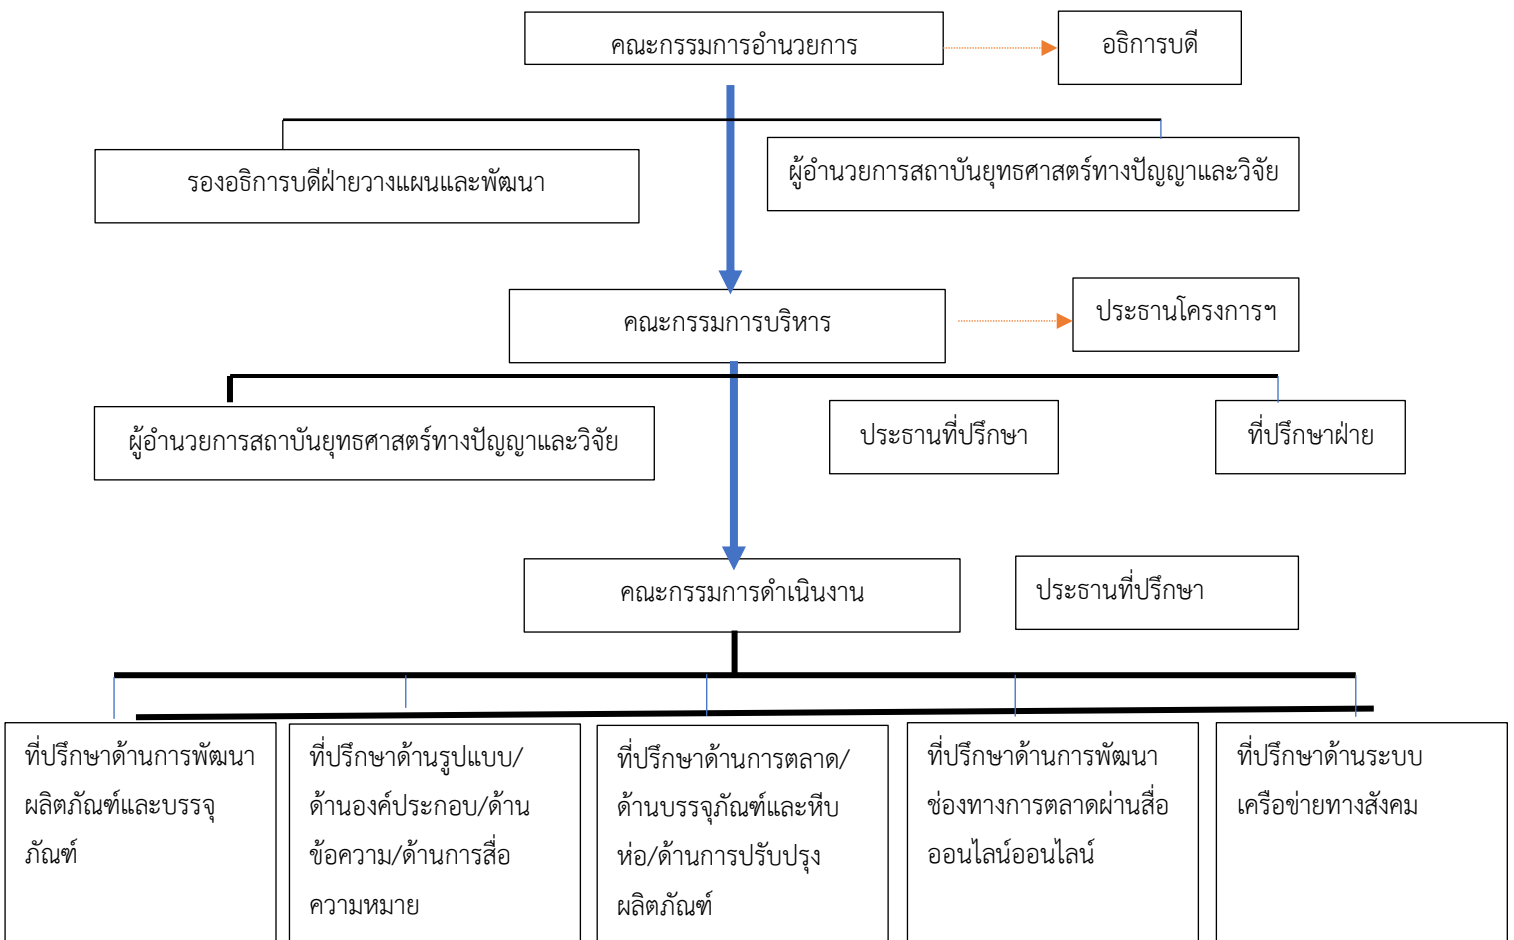 คณะกรรมการอำนวยการ
อธิการบดี
รองอธิการบดีฝ่ายวางแผนและพัฒนา
ผู้อำนวยการสถาบันยุทธศาสตร์ทางปัญญาและวิจัย
คณะกรรมการบริหาร
ประธานโครงการฯ
ผู้อำนวยการสถาบันยุทธศาสตร์ทางปัญญาและวิจัย
ประธานที่ปรึกษา
ที่ปรึกษาฝ่าย
คณะกรรมการดำเนินงาน
ประธานที่ปรึกษา
ที่ปรึกษาด้านการพัฒนา
ผลิตภัณฑ์และบรรจุ
ภัณฑ์
ที่ปรึกษาด้านรูปแบบ/
ด้านองค์ประกอบ/ด้าน
ข้อความ/ด้านการสื่อ
ความหมาย
ที่ปรึกษาด้านการตลาด/
ด้านบรรจุภัณฑ์และหีบ
ห่อ/ด้านการปรับปรุง
ผลิตภัณฑ์
ที่ปรึกษาด้านการพัฒนา
ช่องทางการตลาดผ่านสื่อ
ออนไลน์ออนไลน์
ที่ปรึกษาด้านระบบ
เครือข่ายทางสังคม